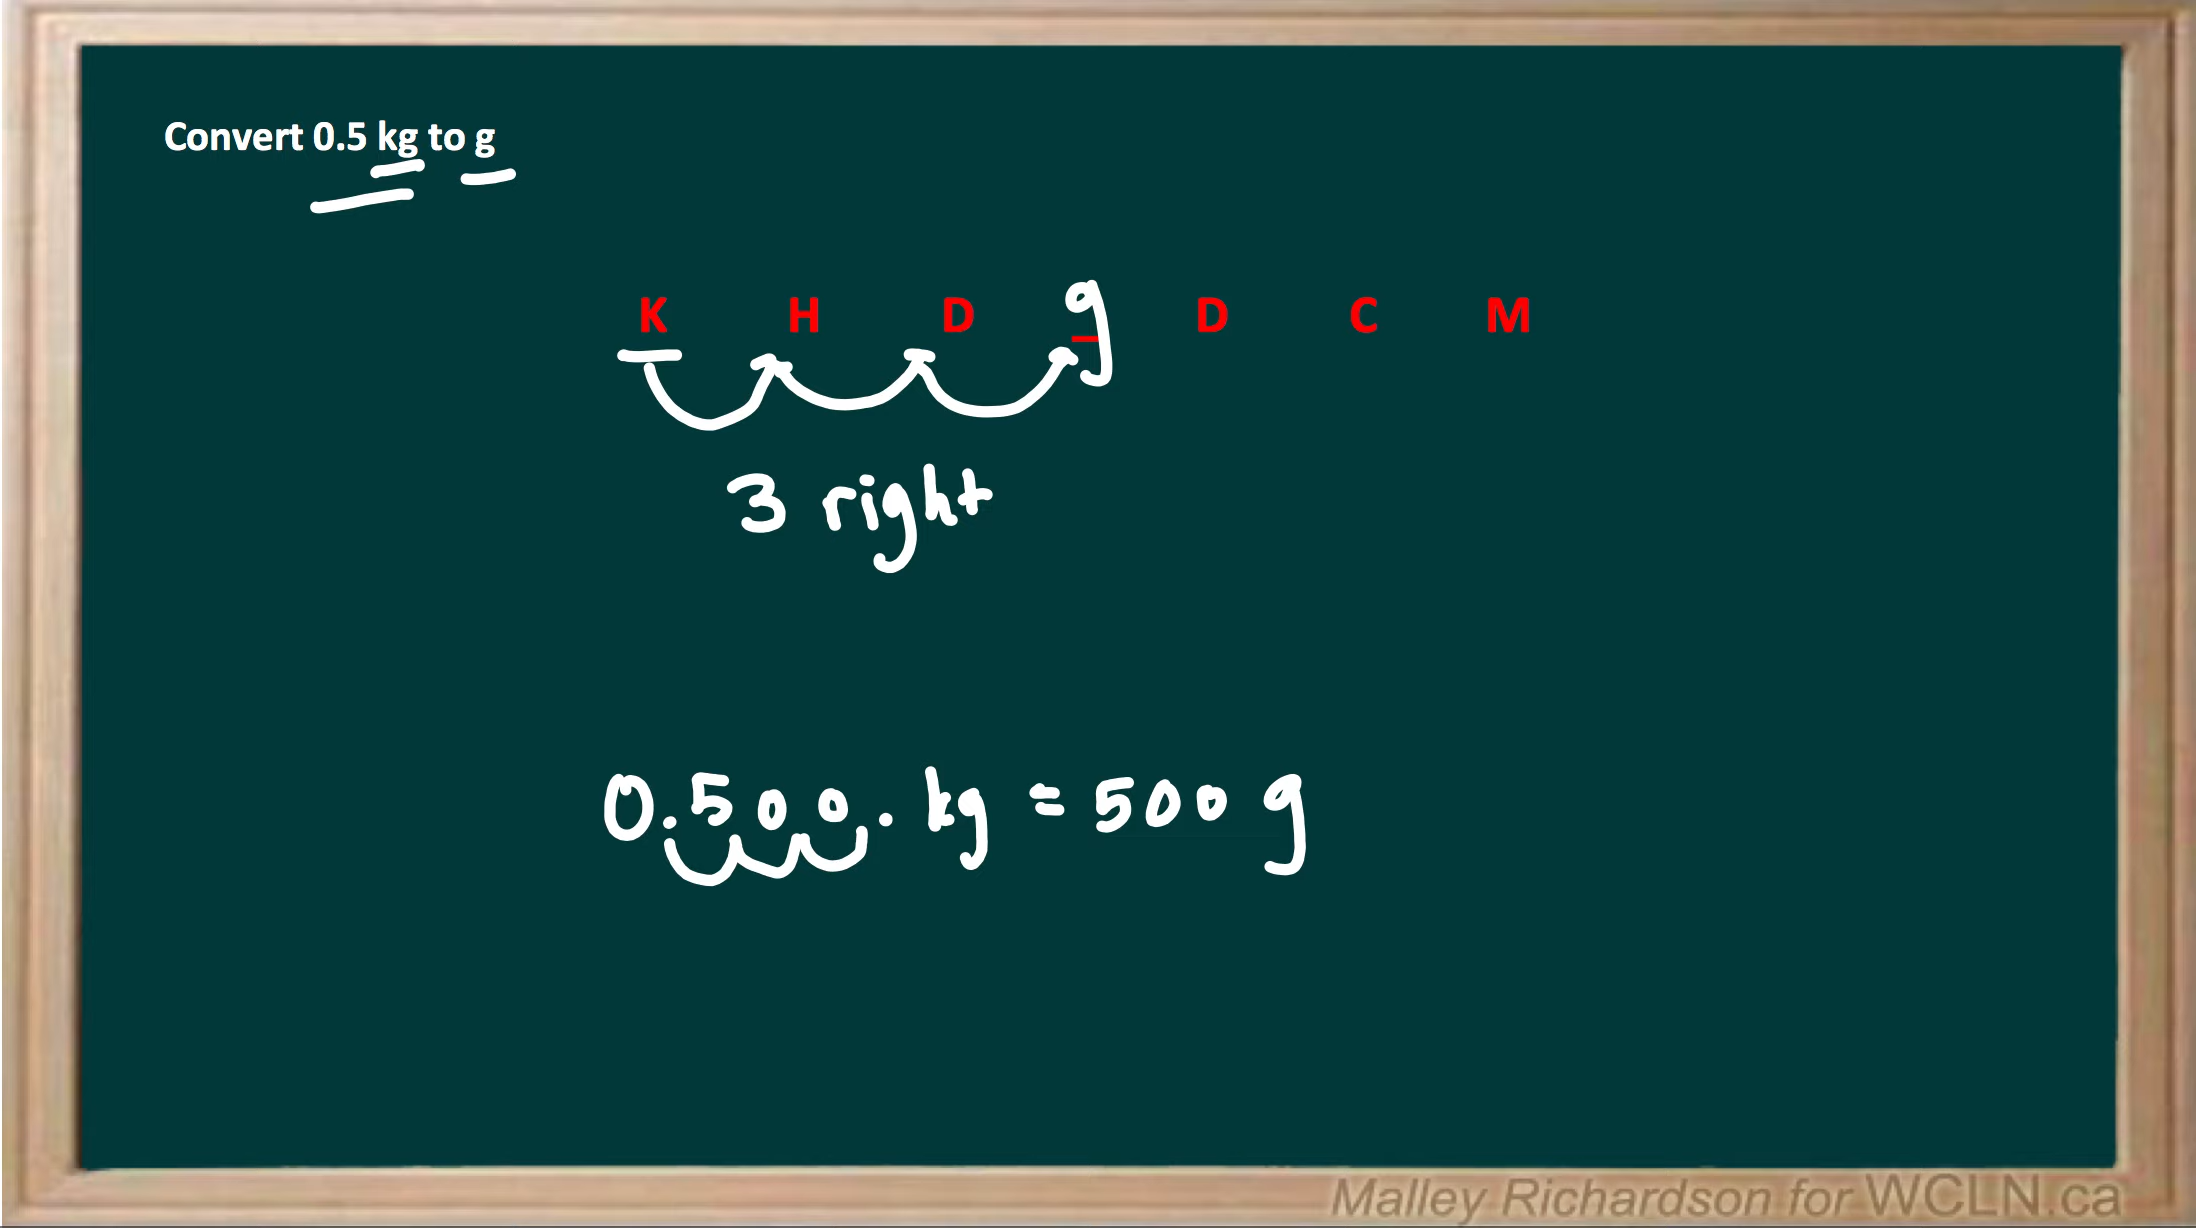 Convert 0.5 kg to g
K H D g D C M
3 right
0.500. kg = 500 g
Malley Richardson for WCLN.ca